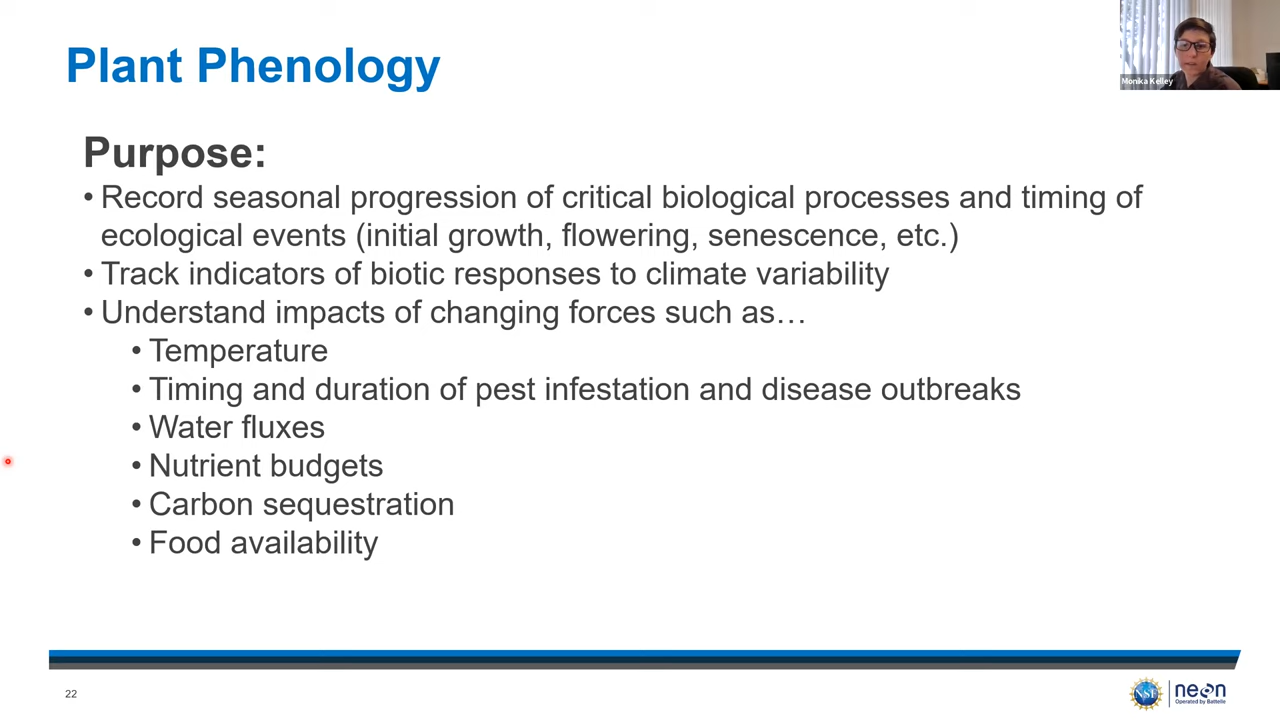 Plant Phenology
Monika Kelley
Purpose:
• Record seasonal progression of critical biological processes and timing of
ecological events (initial growth, flowering, senescence, etc.)
• Track indicators of biotic responses to climate variability
• Understand impacts of changing forces such as…
• Temperature
• Timing and duration of pest infestation and disease outbreaks
• Water fluxes
• Nutrient budgets
• Carbon sequestration
• Food availability
22
NSF
neon
Operated by Battelle